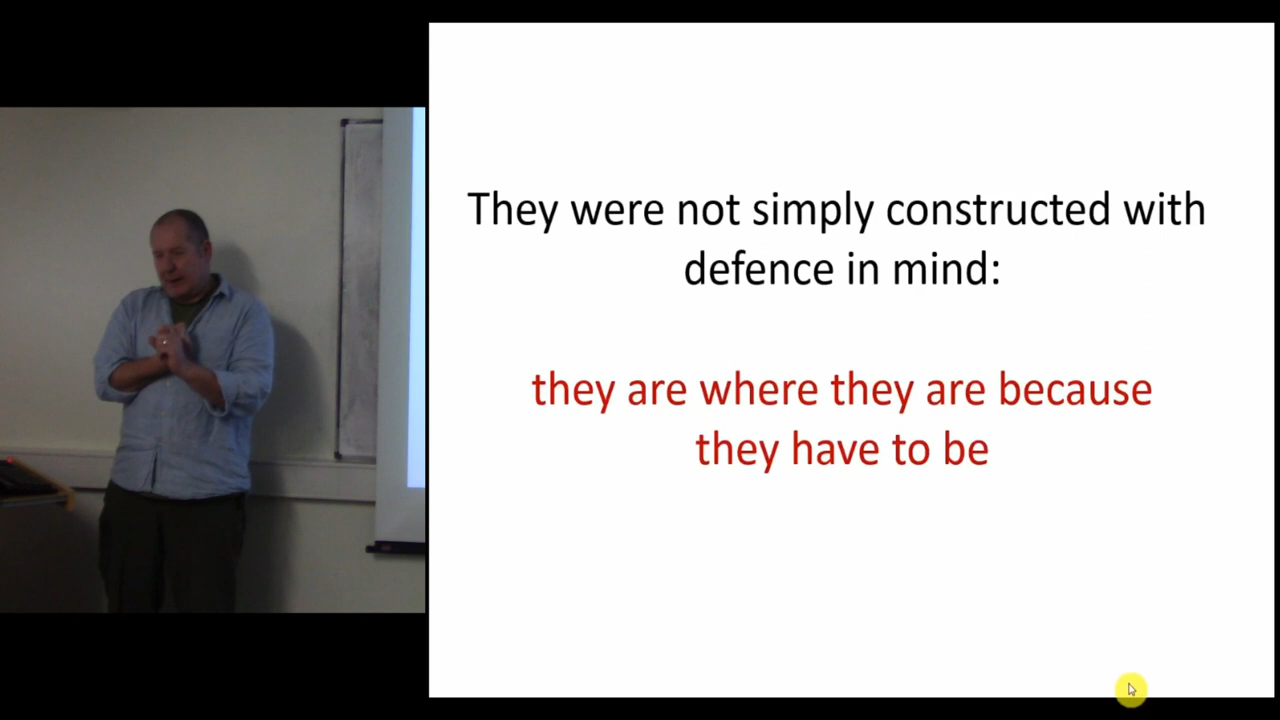 They were not simply constructed with
defence in mind:
they are where they are because
they have to be